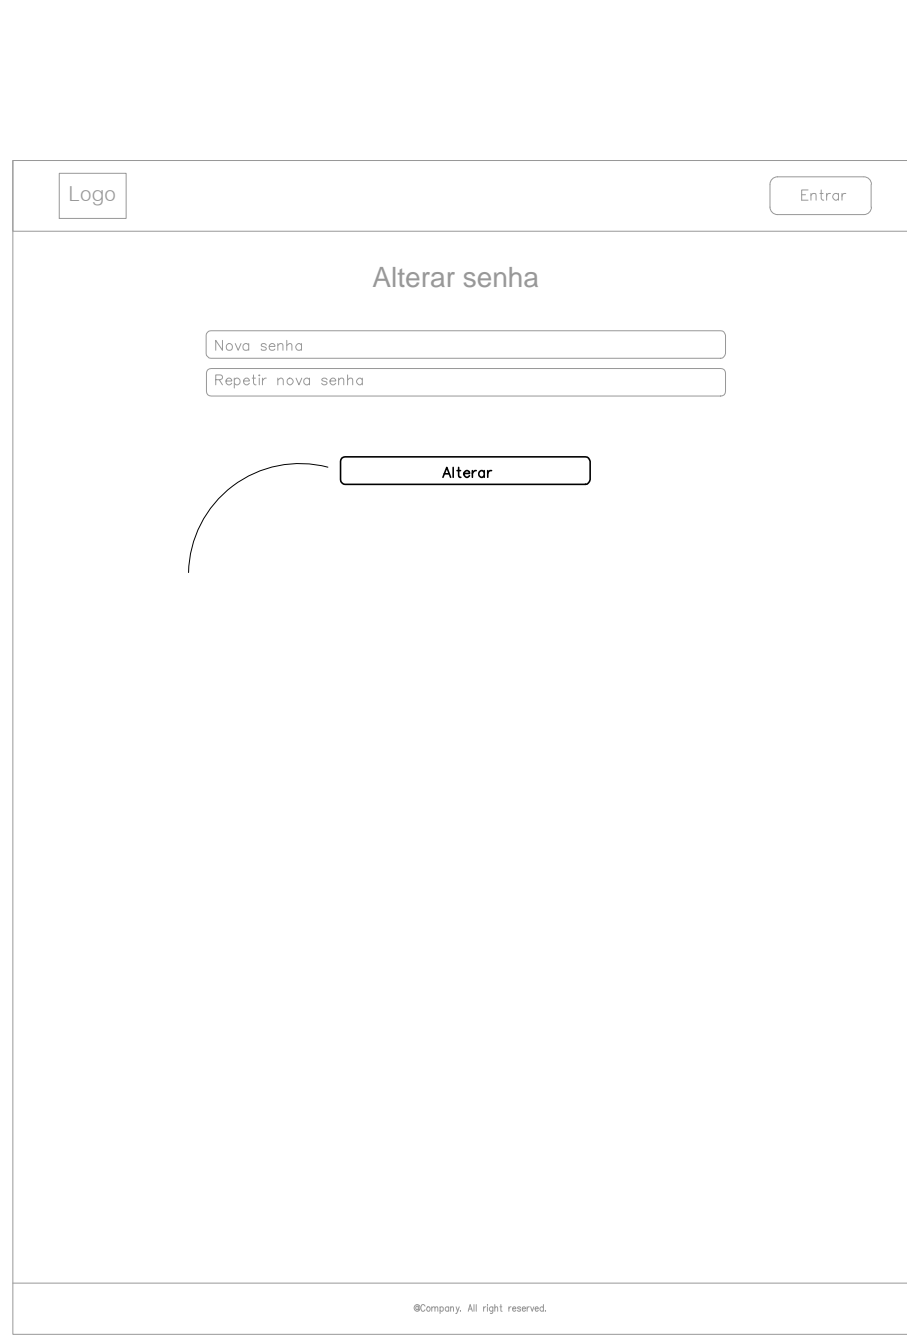 Logo
Entrar
Alterar senha
Nova senha
Repetir nova senha
Alterar
@Company. All right reserved.